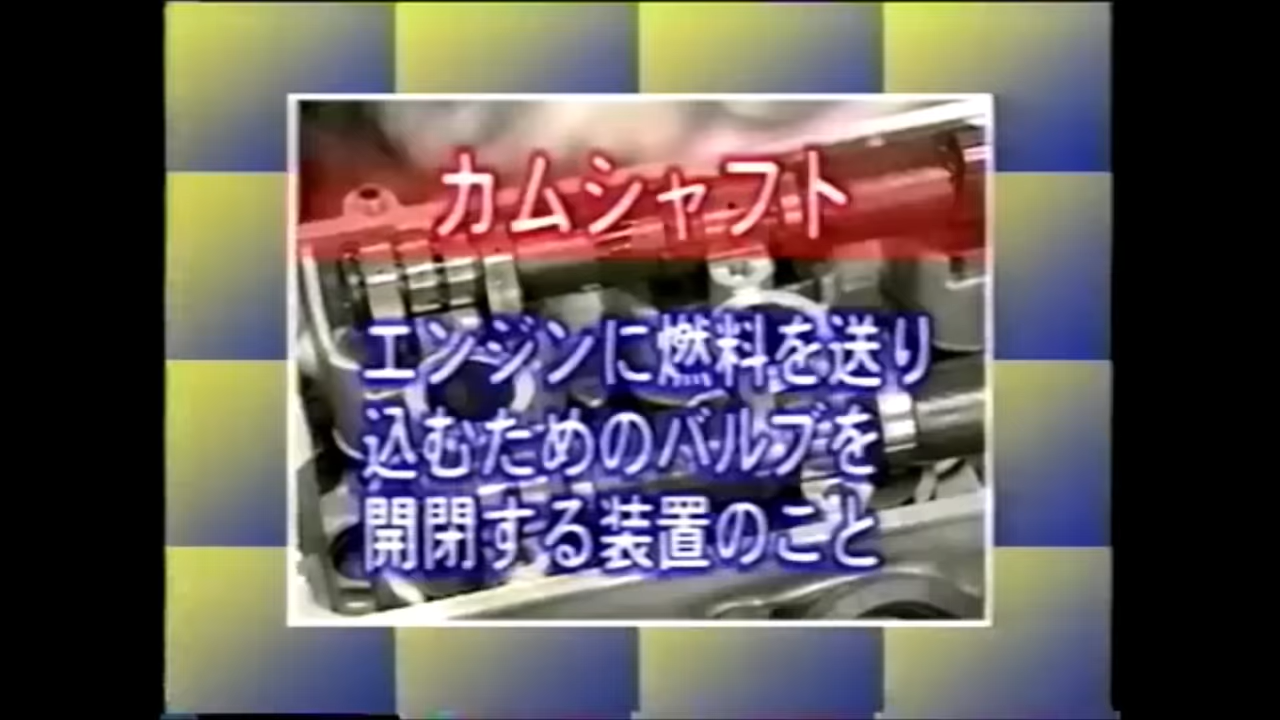 カムシャフト
エンジンに燃料を送り
込むためのバルブを
開閉する装置のこと